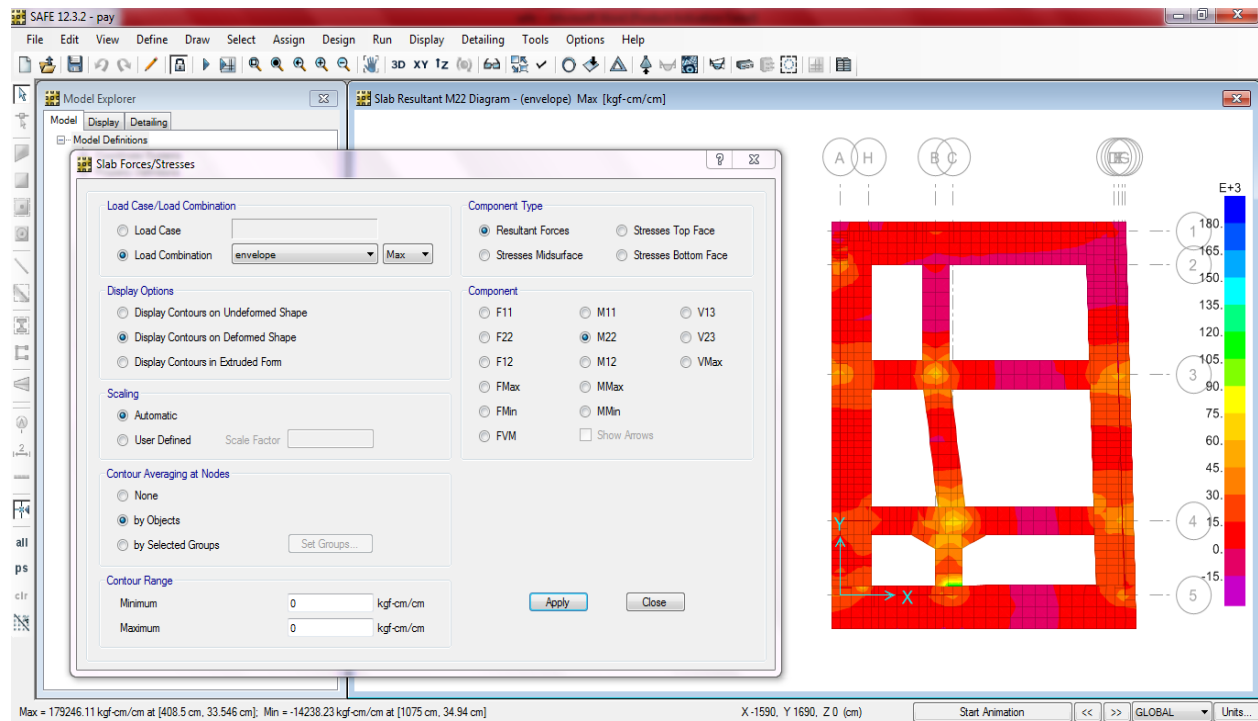 SAFE 12.3.2 - pay
File Edit View Define Draw Select Assign Design Run Display Detailing Tools Options Help
3D XY
Model Explorer
Slab Resultant M22 Diagram - (envelope) Max [kgf-cm/cm]
Model Display Detailing
Model Definitions
Slab Forces/Stresses
Load Case/Load Combination
Load Case
Load Combination envelope Max
Display Options
Display Contours on Undeformed Shape
Display Contours on Deformed Shape
Display Contours in Extruded Form
Scaling
Automatic
User Defined Scale Factor
Contour Averaging at Nodes
None
by Objects
by Selected Groups Set Groups...
Contour Range
Minimum 0 kgf-cm/cm
Maximum 0 kgf-cm/cm
Component Type
Resultant Forces Stresses Top Face
Stresses Midsurface Stresses Bottom Face
Component
F11 M11 V13
F22 M22 V23
F12 M12 VMax
FMax MMax
FMin MMin
FVM Show Arrows
Apply Close
all
ps
clr
A H B C
1
2
3
4
5
Y
X
E+3
180.
165.
150.
135.
120.
105.
90.
75.
60.
45.
30.
15.
0.
-15.
Max = 179246.11 kgf-cm/cm at [408.5 cm, 33.546 cm]; Min = -14238.23 kgf-cm/cm at [1075 cm, 34.94 cm] X -1590, Y 1690, Z 0 (cm) Start Animation << >> GLOBAL Units...